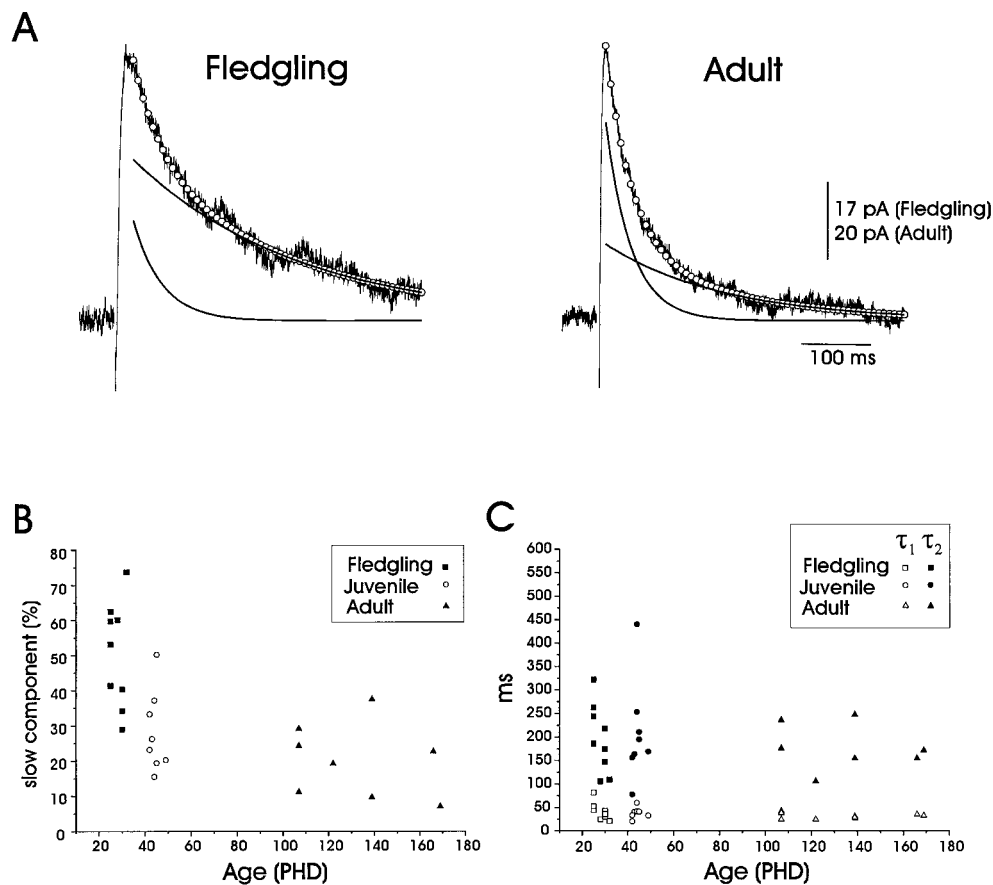 A
Fledgling
Adult
17 pA (Fledgling)
20 pA (Adult)
100 ms
B
Fledgling
Juvenile
Adult
slow component (%)
80
70
60
50
40
30
20
10
0
20 40 60 80 100 120 140 160 180
Age (PHD)
C
τ1 τ2
Fledgling
Juvenile
Adult
ms
600
550
500
450
400
350
300
250
200
150
100
50
0
20 40 60 80 100 120 140 160 180
Age (PHD)